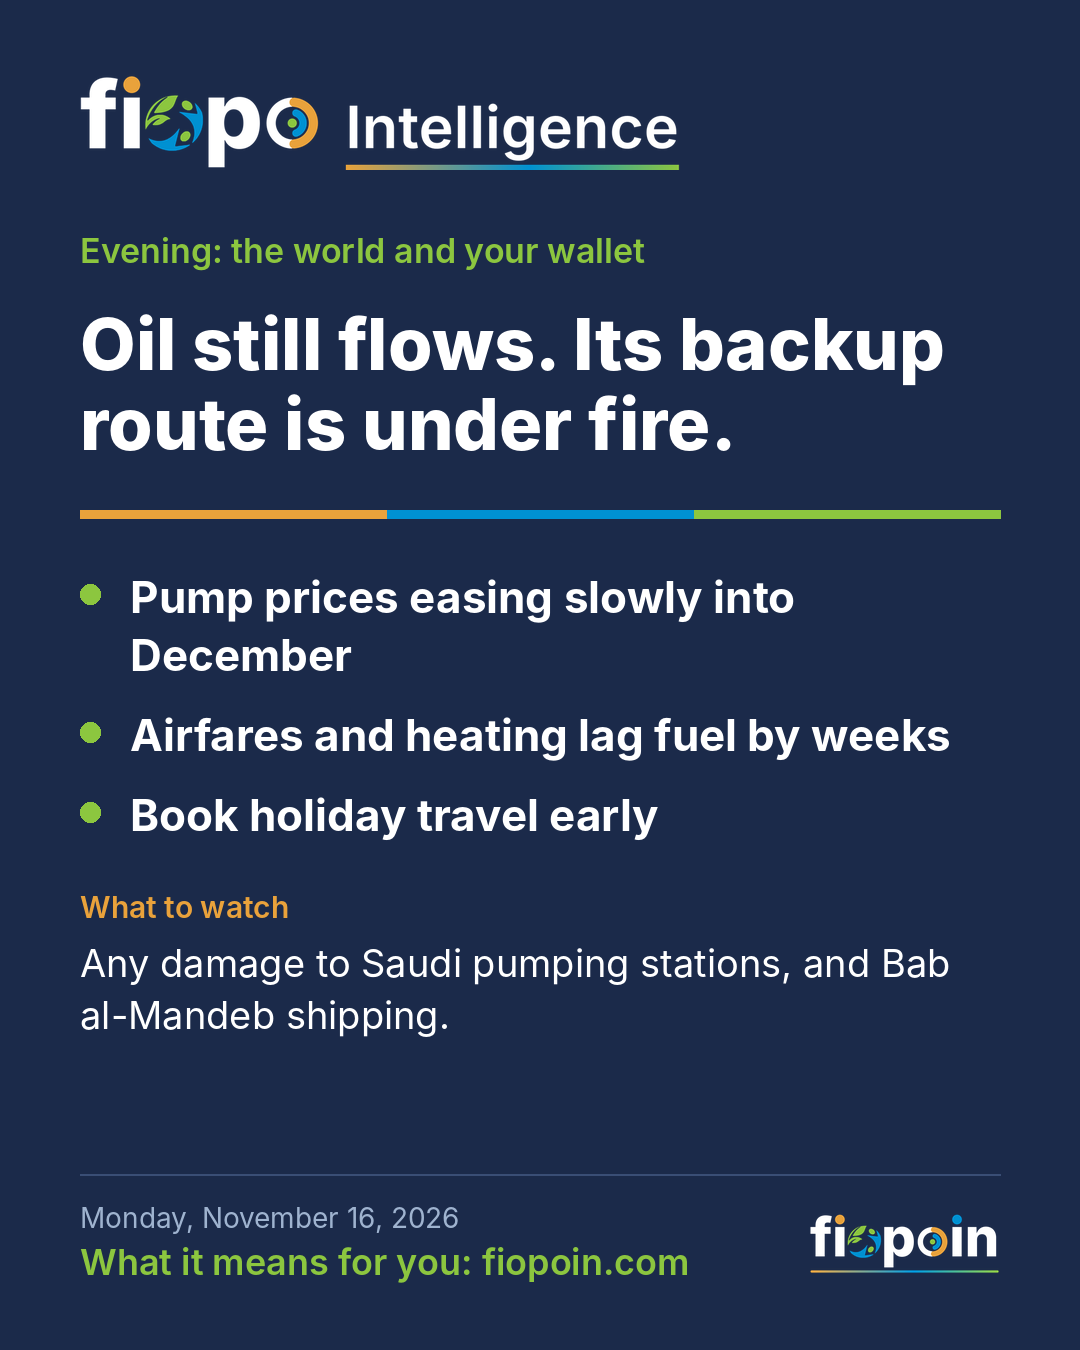 fiopo Intelligence
Evening: the world and your wallet
Oil still flows. Its backup
route is under fire.
Pump prices easing slowly into
December
Airfares and heating lag fuel by weeks
Book holiday travel early
What to watch
Any damage to Saudi pumping stations, and Bab
al-Mandeb shipping.
Monday, November 16, 2026
What it means for you: fiopoin.com
fiopoin